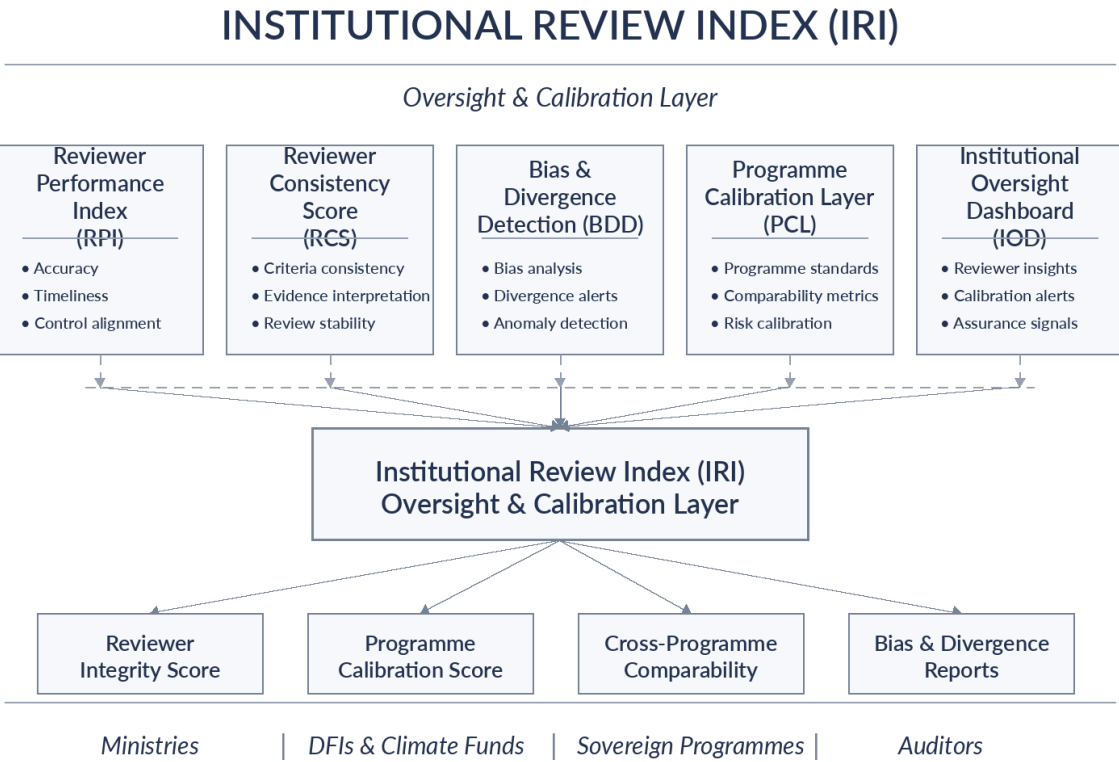 INSTITUTIONAL REVIEW INDEX (IRI)
Oversight & Calibration Layer
Reviewer
Performance
Index
(RPI)
• Accuracy
• Timeliness
• Control alignment
Reviewer
Consistency
Score
(RCS)
• Criteria consistency
• Evidence interpretation
• Review stability
Bias &
Divergence
Detection (BDD)
• Bias analysis
• Divergence alerts
• Anomaly detection
Programme
Calibration Layer
(PCL)
• Programme standards
• Comparability metrics
• Risk calibration
Institutional
Oversight
Dashboard
(IOD)
• Reviewer insights
• Calibration alerts
• Assurance signals
Institutional Review Index (IRI)
Oversight & Calibration Layer
Reviewer
Integrity Score
Programme
Calibration Score
Cross-Programme
Comparability
Bias & Divergence
Reports
Ministries | DFIs & Climate Funds | Sovereign Programmes | Auditors